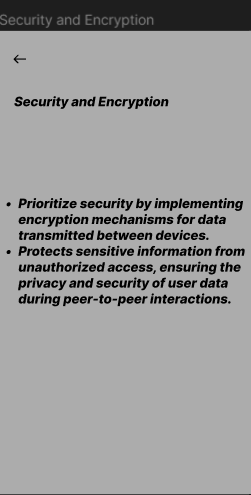 Security and Encryption
←
Security and Encryption
• Prioritize security by implementing
encryption mechanisms for data
transmitted between devices.
• Protects sensitive information from
unauthorized access, ensuring the
privacy and security of user data
during peer-to-peer interactions.